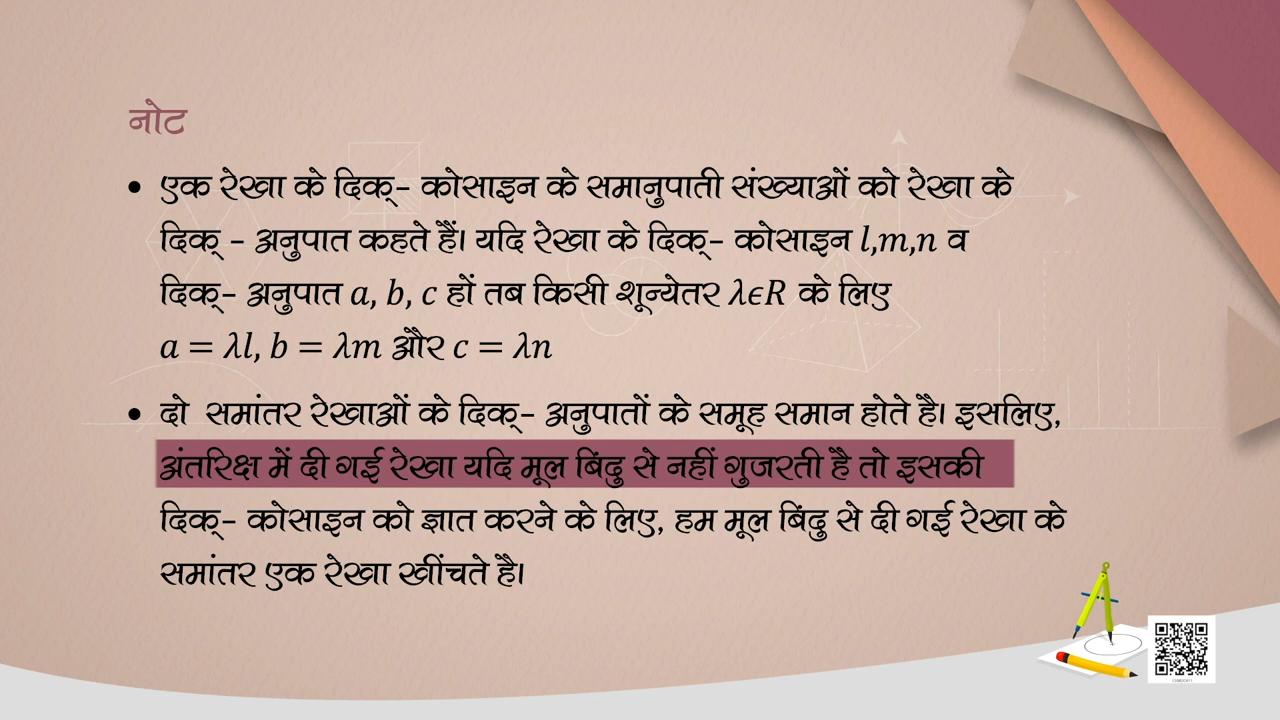 नोट
• एक रेखा के दिक्- कोसाइन के समानुपाती संख्याओं को रेखा के
दिक् - अनुपात कहते हैं। यदि रेखा के दिक्- कोसाइन l,m,n व
दिक्- अनुपात a, b, c हों तब किसी शून्येतर λϵR के लिए
a = λl, b = λm और c = λn
• दो समांतर रेखाओं के दिक्- अनुपातों के समूह समान होते है। इसलिए,
अंतरिक्ष में दी गई रेखा यदि मूल बिंदु से नहीं गुजरती है तो इसकी
दिक्- कोसाइन को ज्ञात करने के लिए, हम मूल बिंदु से दी गई रेखा के
समांतर एक रेखा खींचते है।